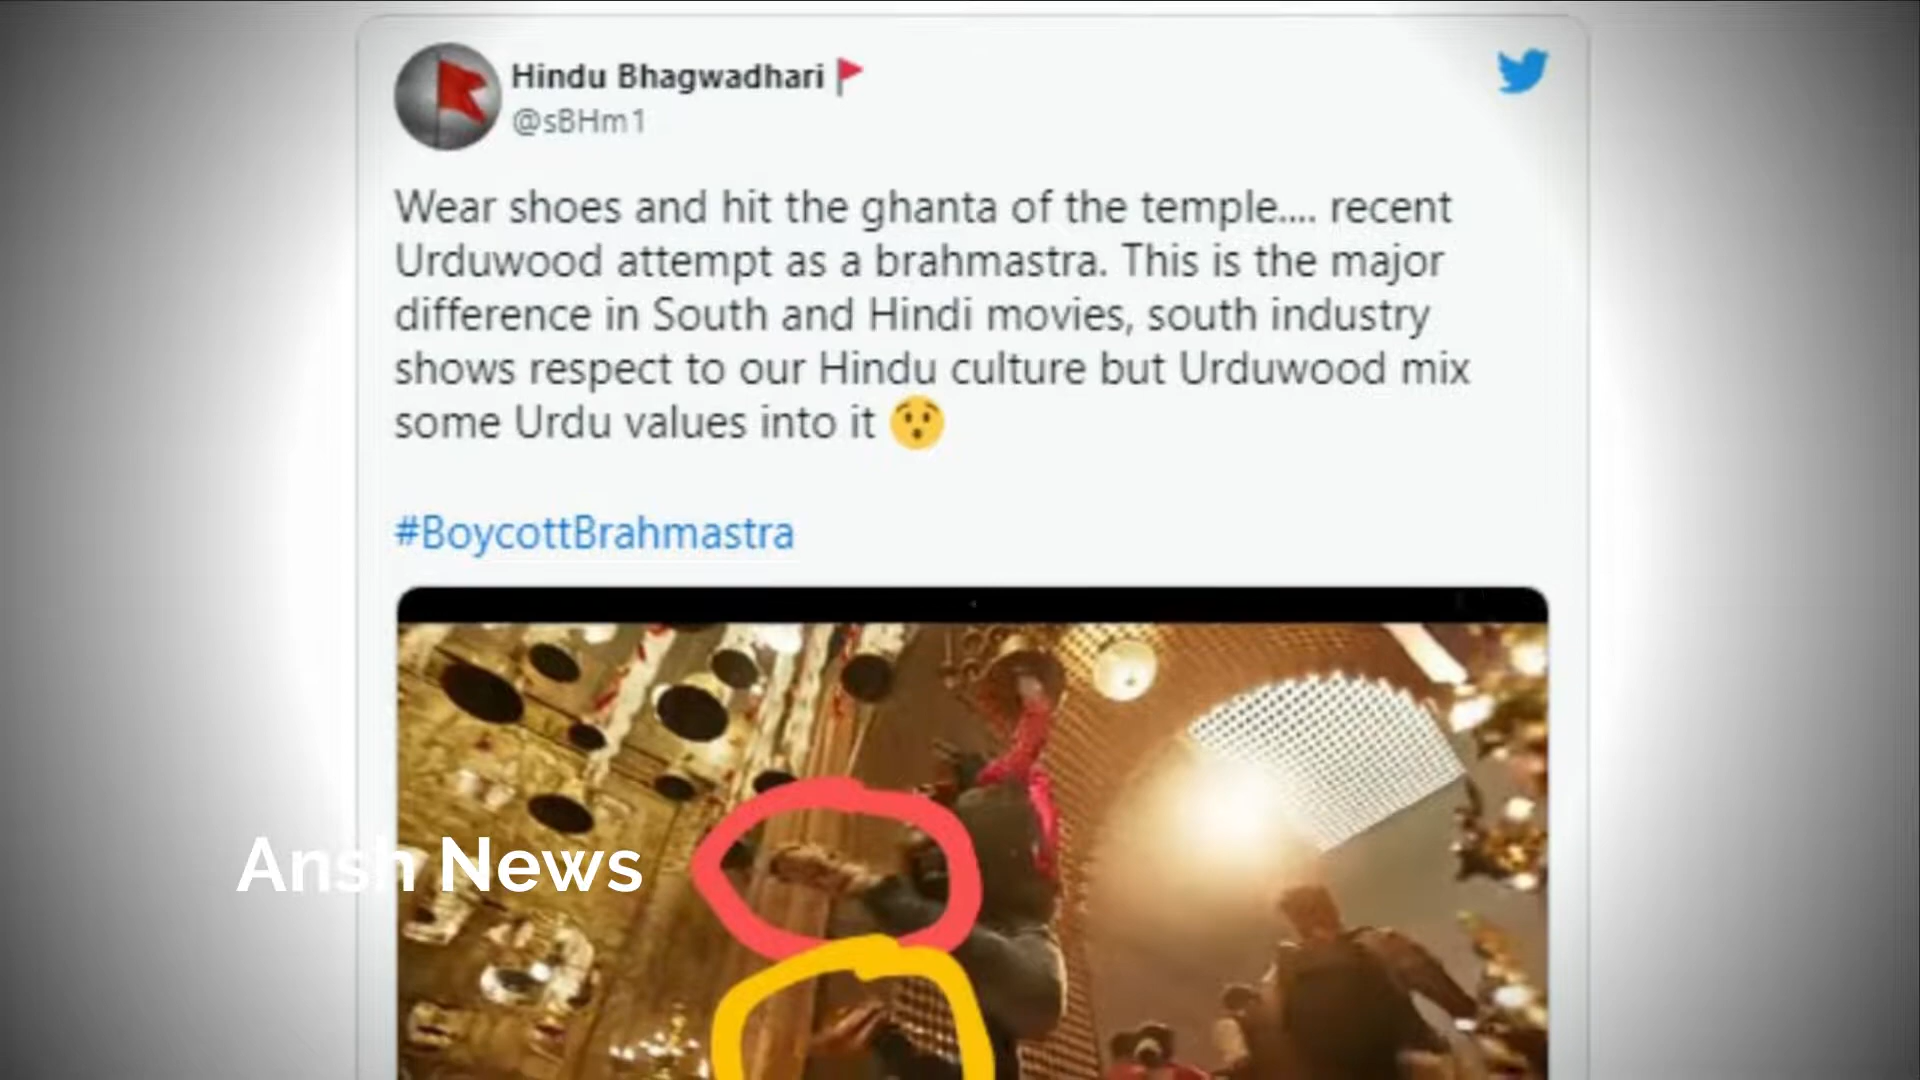 Hindu Bhagwadhari
@sBHm1
Wear shoes and hit the ghanta of the temple.... recent
Urduwood attempt as a brahmastra. This is the major
difference in South and Hindi movies, south industry
shows respect to our Hindu culture but Urduwood mix
some Urdu values into it
#BoycottBrahmastra
Ansh News